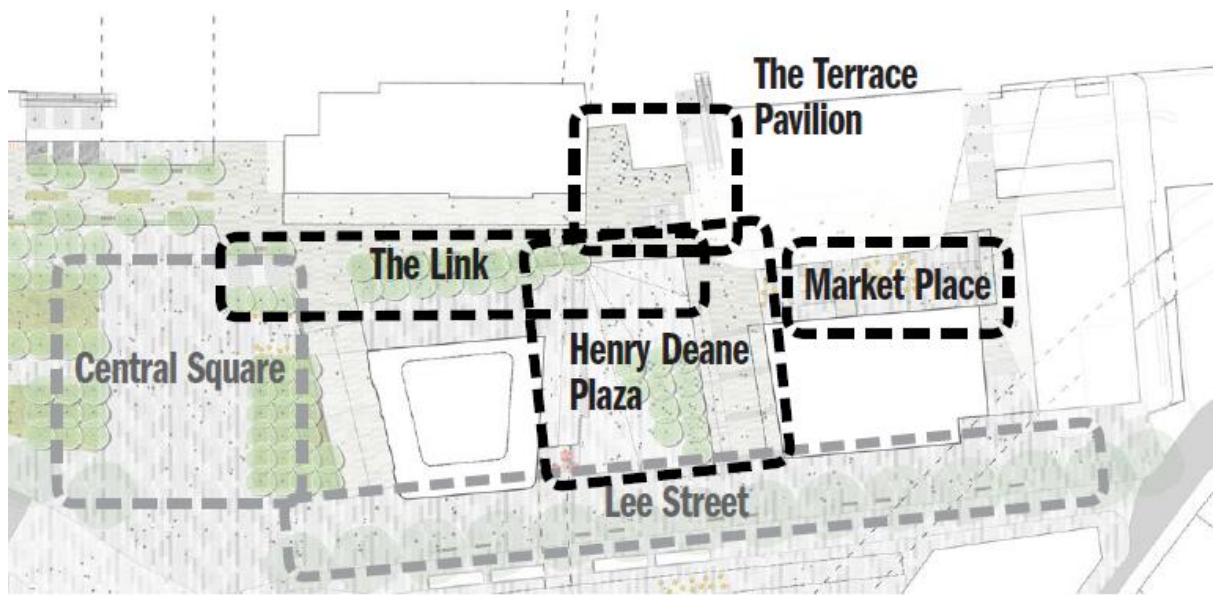 The Terrace
Pavilion
The Link
Market Place
Central Square
Henry Deane
Plaza
Lee Street